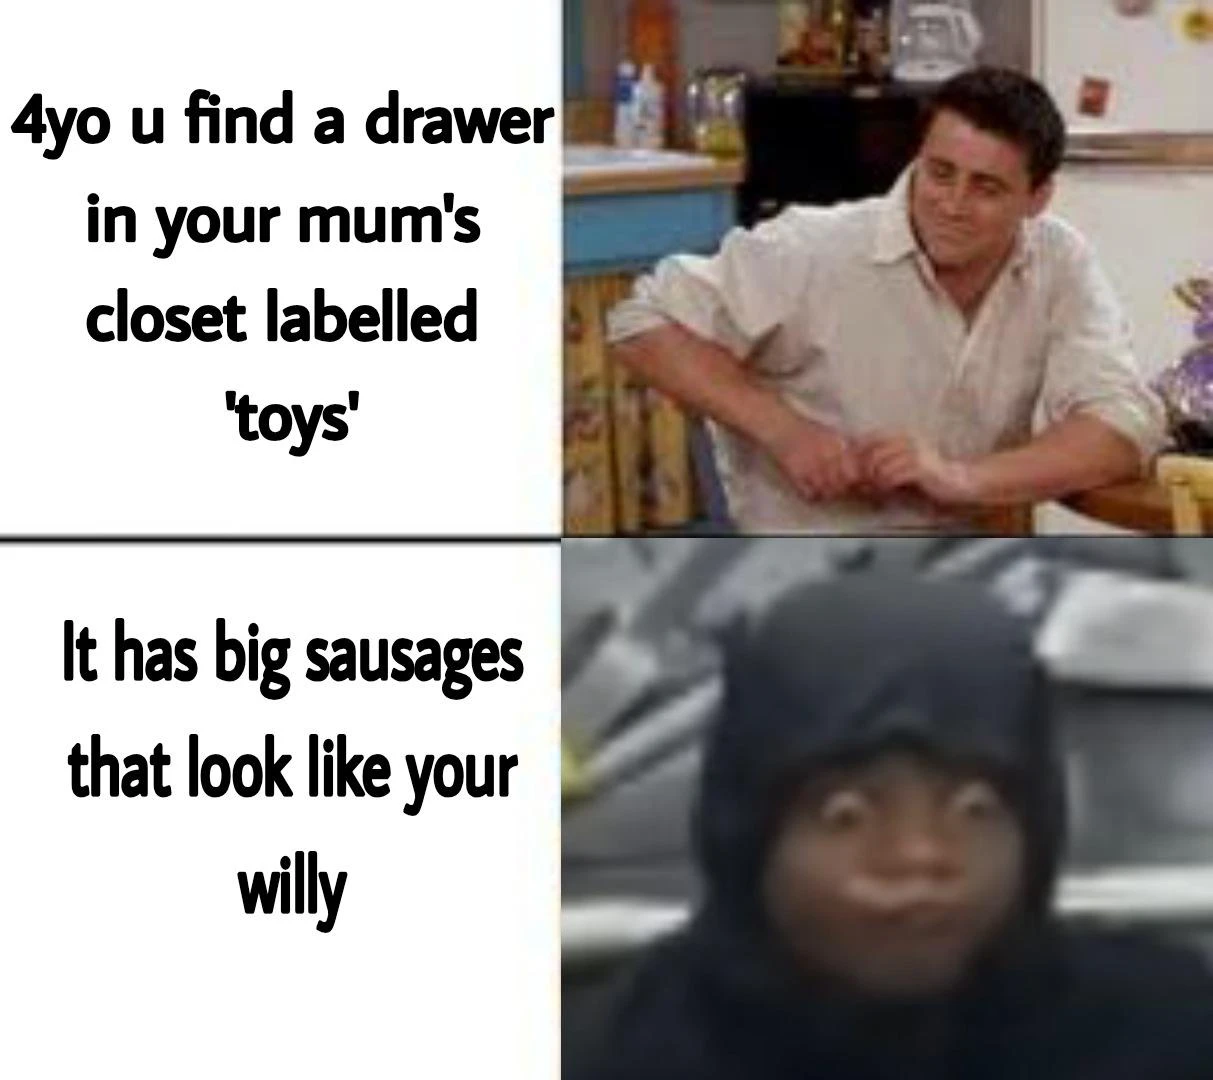 4yo u find a drawer
in your mum's
closet labelled
'toys'
It has big sausages
that look like your
willy